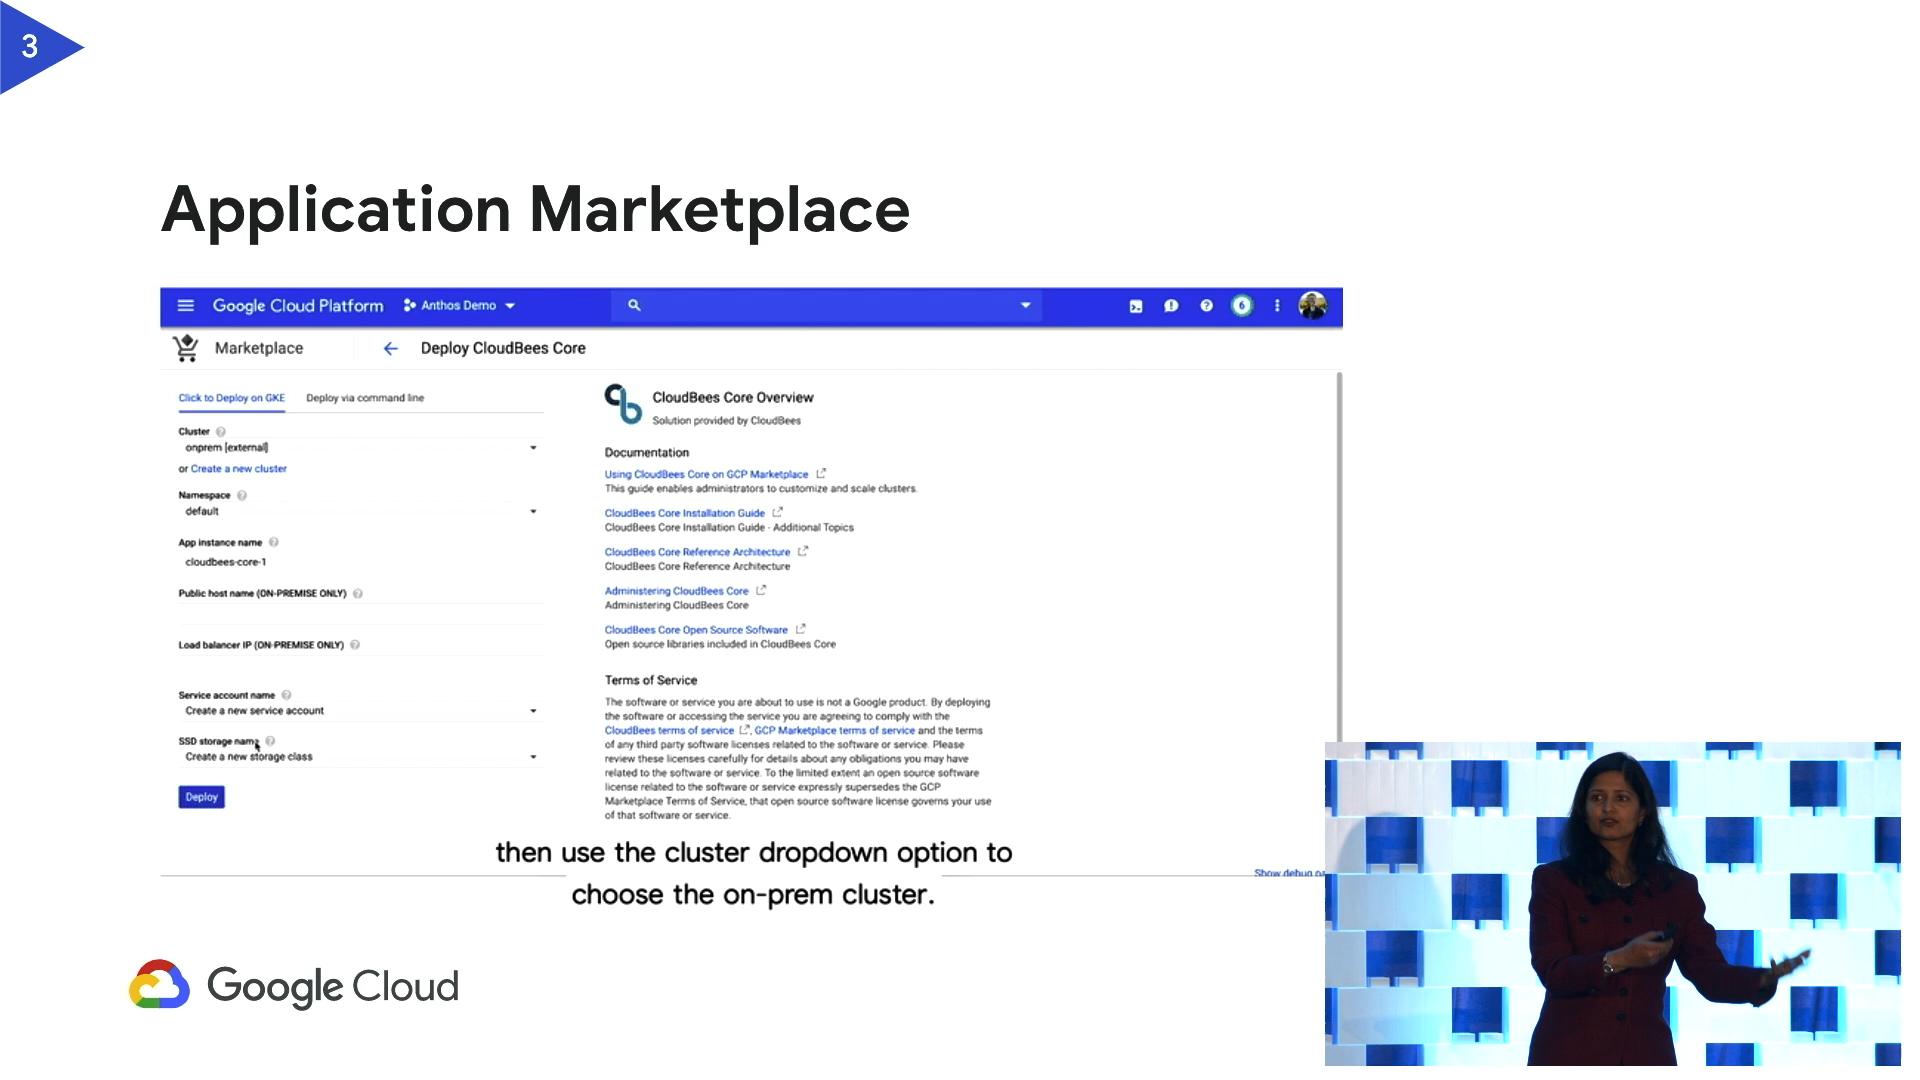 3
Application Marketplace
Google Cloud Platform
Anthos Demo
6
Marketplace
Deploy CloudBees Core
Click to Deploy on GKE
Deploy via command line
Cluster
onprem [external]
or Create a new cluster
Namespace
default
App instance name
cloudbees-core-1
Public host name (ON-PREMISE ONLY)
Load balancer IP (ON-PREMISE ONLY)
Service account name
Create a new service account
SSD storage name
Create a new storage class
Deploy
CloudBees Core Overview
Solution provided by CloudBees
Documentation
Using CloudBees Core on GCP Marketplace
This guide enables administrators to customize and scale clusters.
CloudBees Core Installation Guide
CloudBees Core Installation Guide - Additional Topics
CloudBees Core Reference Architecture
CloudBees Core Reference Architecture
Administering CloudBees Core
Administering CloudBees Core
CloudBees Core Open Source Software
Open source libraries included in CloudBees Core
Terms of Service
The software or service you are about to use is not a Google product. By deploying
the software or accessing the service you are agreeing to comply with the
CloudBees terms of service, GCP Marketplace terms of service and the terms
of any third party software licenses related to the software or service. Please
review these licenses carefully for details about any obligations you may have
related to the software or service. To the limited extent an open source software
license related to the software or service expressly supersedes the GCP
Marketplace Terms of Service, that open source software license governs your use
of that software or service.
Show debug
then use the cluster dropdown option to
choose the on-prem cluster.
Google Cloud